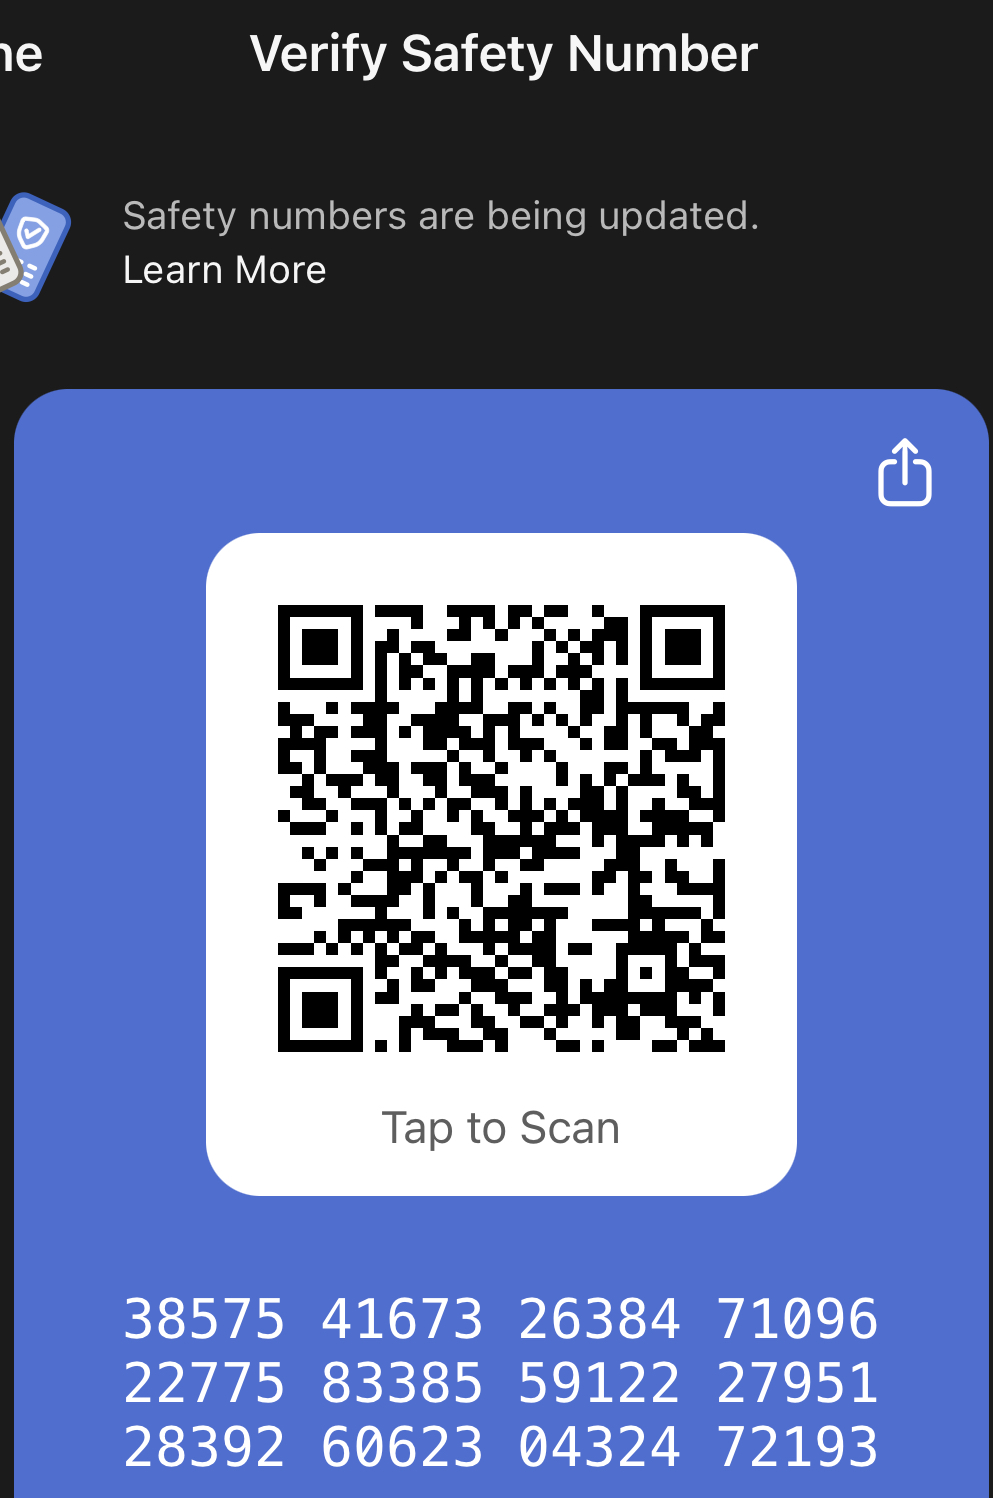 ne
Verify Safety Number
Safety numbers are being updated.
Learn More
Tap to Scan
38575 41673 26384 71096
22775 83385 59122 27951
28392 60623 04324 72193